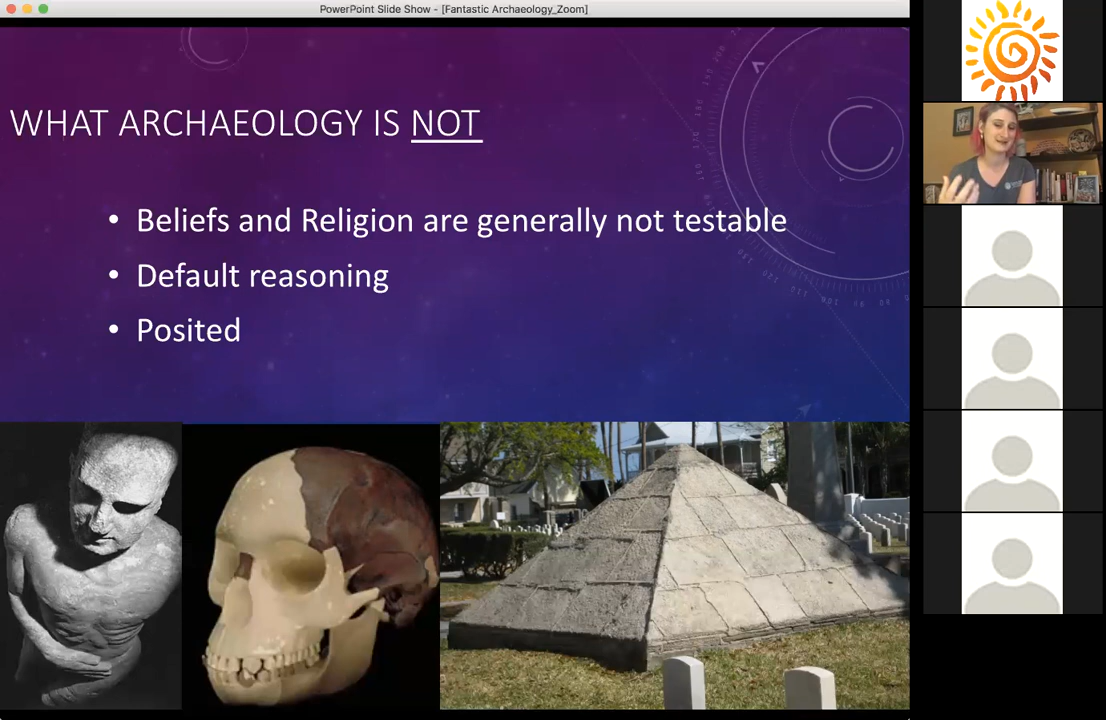 PowerPoint Slide Show - [Fantastic Archaeology_Zoom]
WHAT ARCHAEOLOGY IS NOT
• Beliefs and Religion are generally not testable
• Default reasoning
• Posited